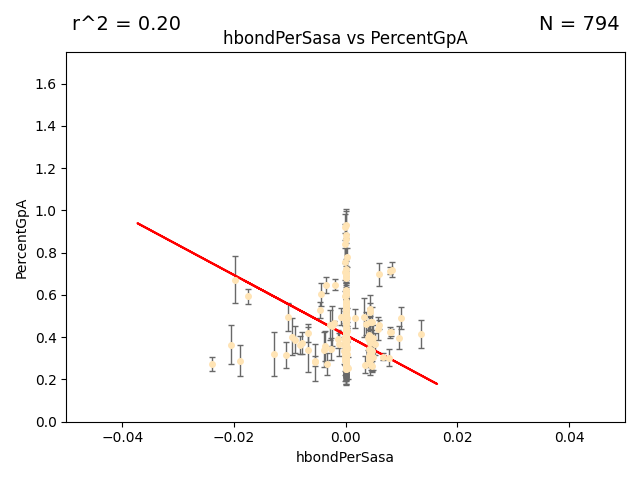 r^2 = 0.20
N = 794
hbondPerSasa vs PercentGpA
PercentGpA
1.6
1.4
1.2
1.0
0.8
0.6
0.4
0.2
0.0
−0.04 −0.02 0.00 0.02 0.04
hbondPerSasa